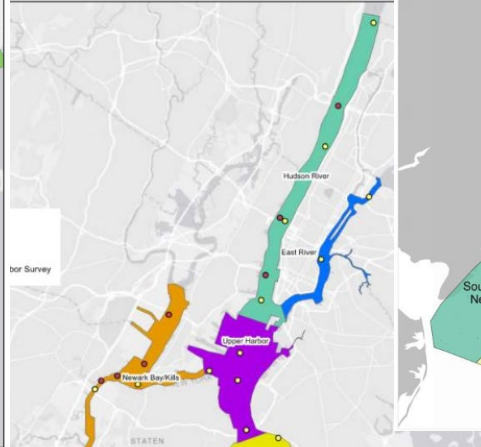 Hudson River
East River
bor Survey
Sou
Ne
Upper Harbor
Newark Bay/Kills
STATEN